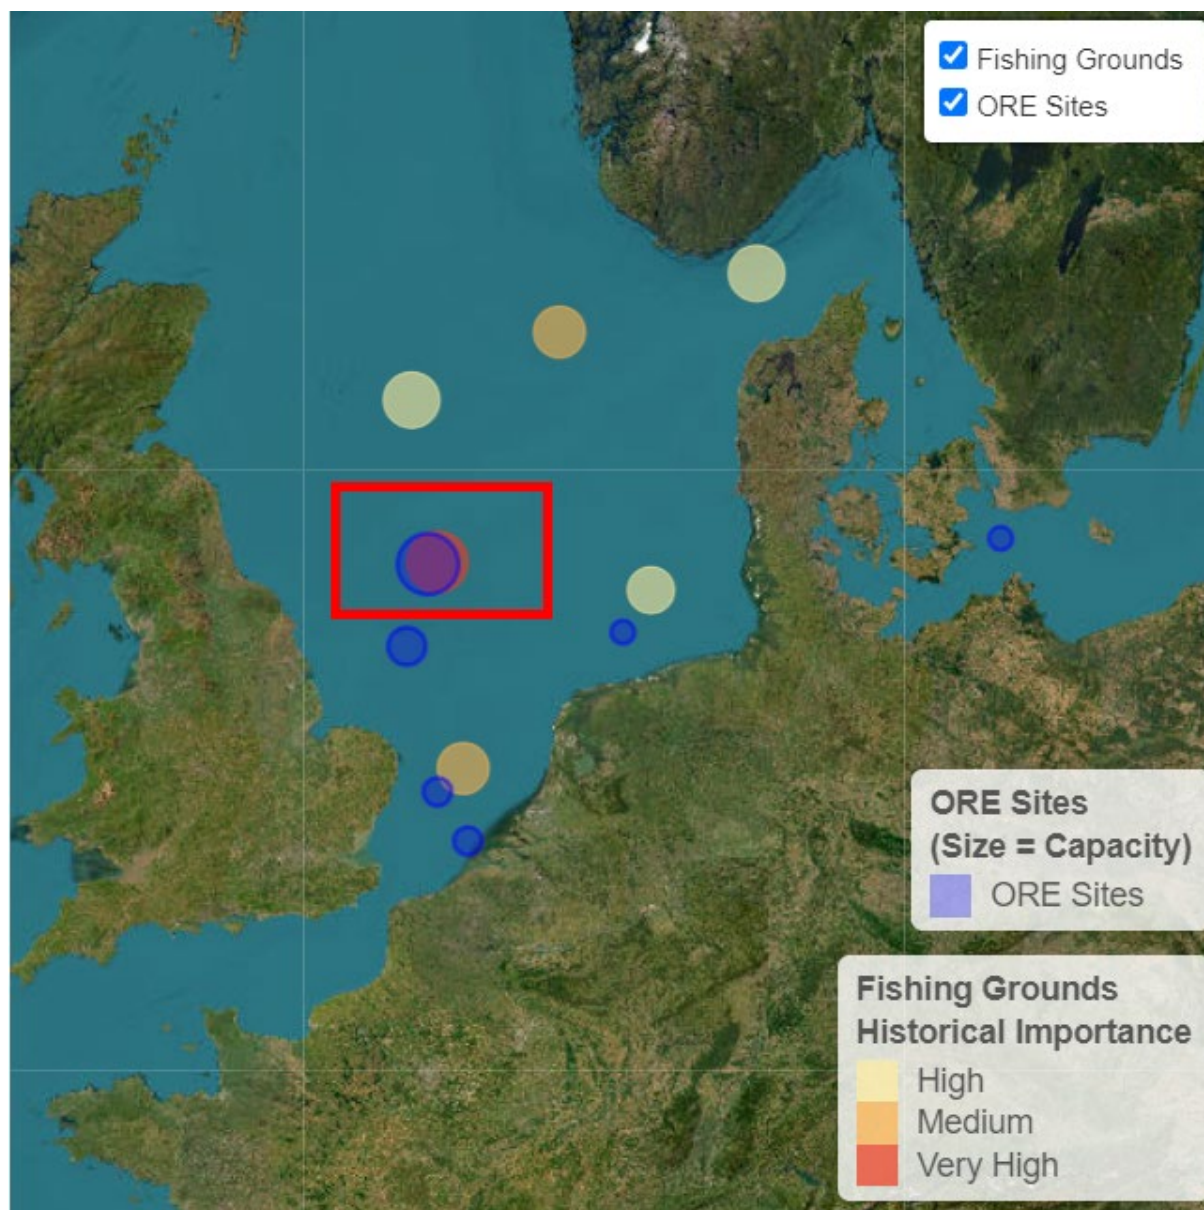 Fishing Grounds
ORE Sites
ORE Sites
(Size = Capacity)
ORE Sites
Fishing Grounds
Historical Importance
High
Medium
Very High